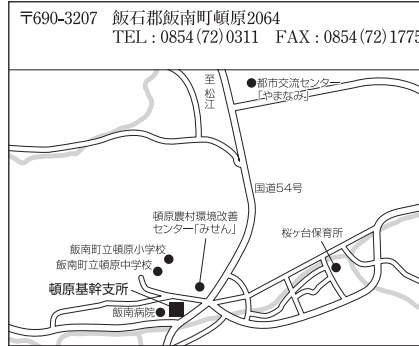 〒690-3207 飯石郡飯南町頓原2064
TEL : 0854(72)0311 FAX : 0854(72)1775
至松江
都市交流センター
「やまなみ」
国道54号
頓原農村環境改善
センター「みせん」
桜ヶ台保育所
飯南町立頓原小学校
飯南町立頓原中学校
頓原基幹支所
飯南病院